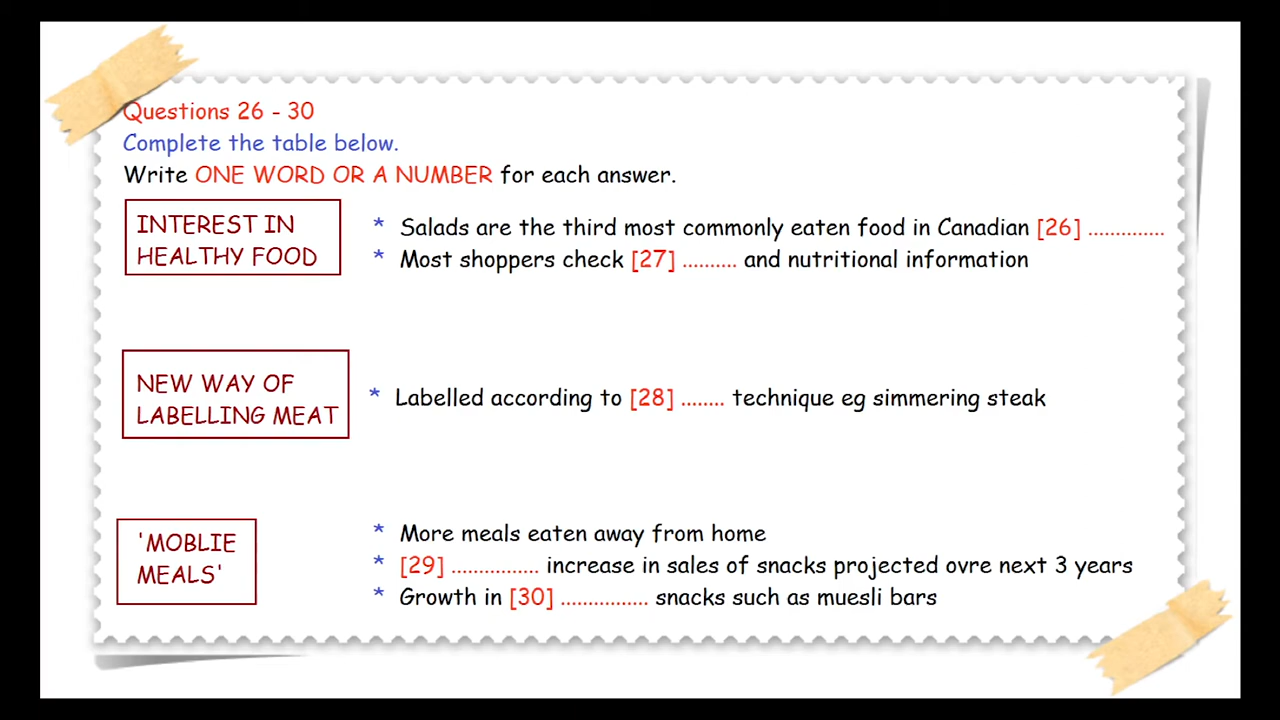 Questions 26 - 30
Complete the table below.
Write ONE WORD OR A NUMBER for each answer.
INTEREST IN
HEALTHY FOOD
* Salads are the third most commonly eaten food in Canadian [26] ..............
* Most shoppers check [27] .......... and nutritional information
NEW WAY OF
LABELLING MEAT
* Labelled according to [28] ........ technique eg simmering steak
'MOBLIE
MEALS'
* More meals eaten away from home
* [29] ................ increase in sales of snacks projected ovre next 3 years
* Growth in [30] ................ snacks such as muesli bars